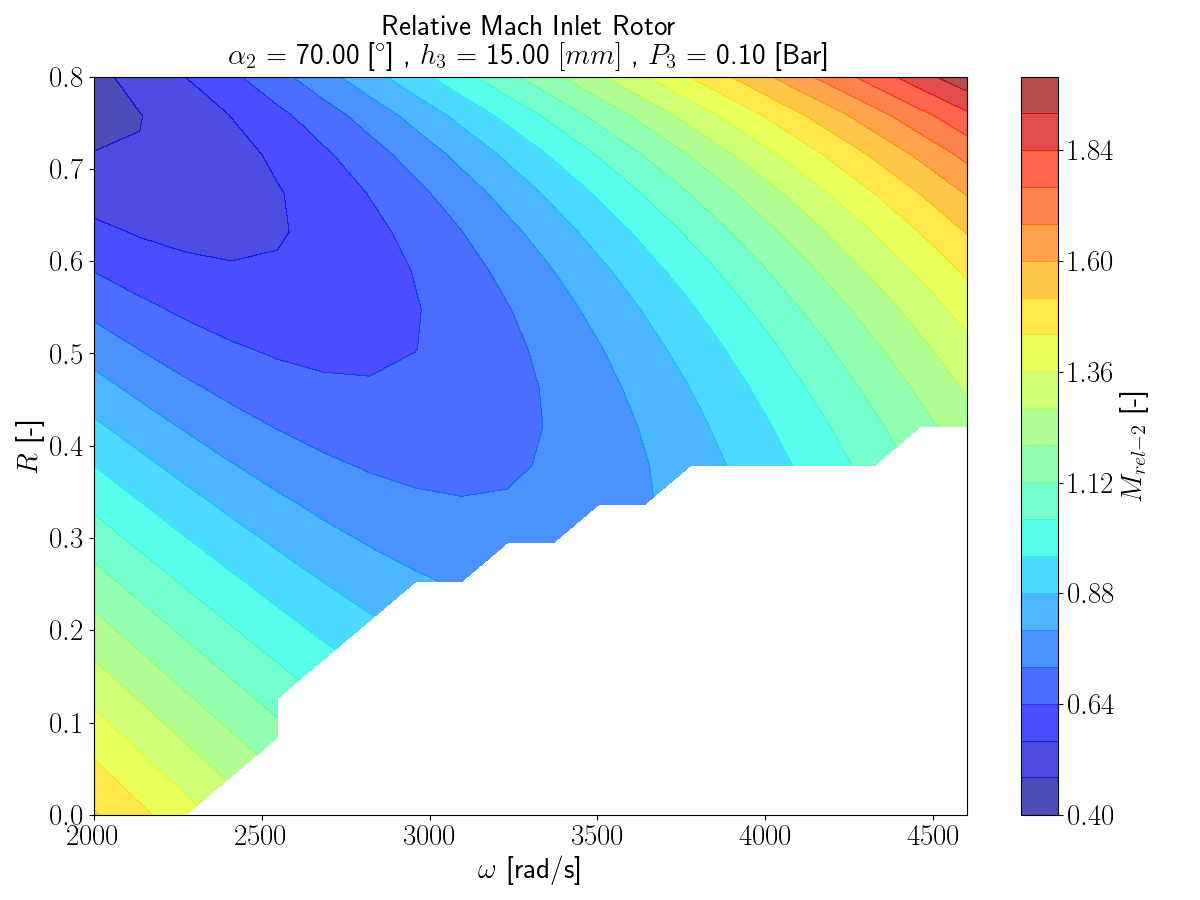 Relative Mach Inlet Rotor
α₂ = 70.00 [°] , h₃ = 15.00 [mm] , P₃ = 0.10 [Bar]
0.8
0.7
0.6
0.5
0.4
0.3
0.2
0.1
0.0
R [-]
2000 2500 3000 3500 4000 4500
ω [rad/s]
1.84
1.60
1.36
1.12
0.88
0.64
0.40
M_{rel−2} [-]